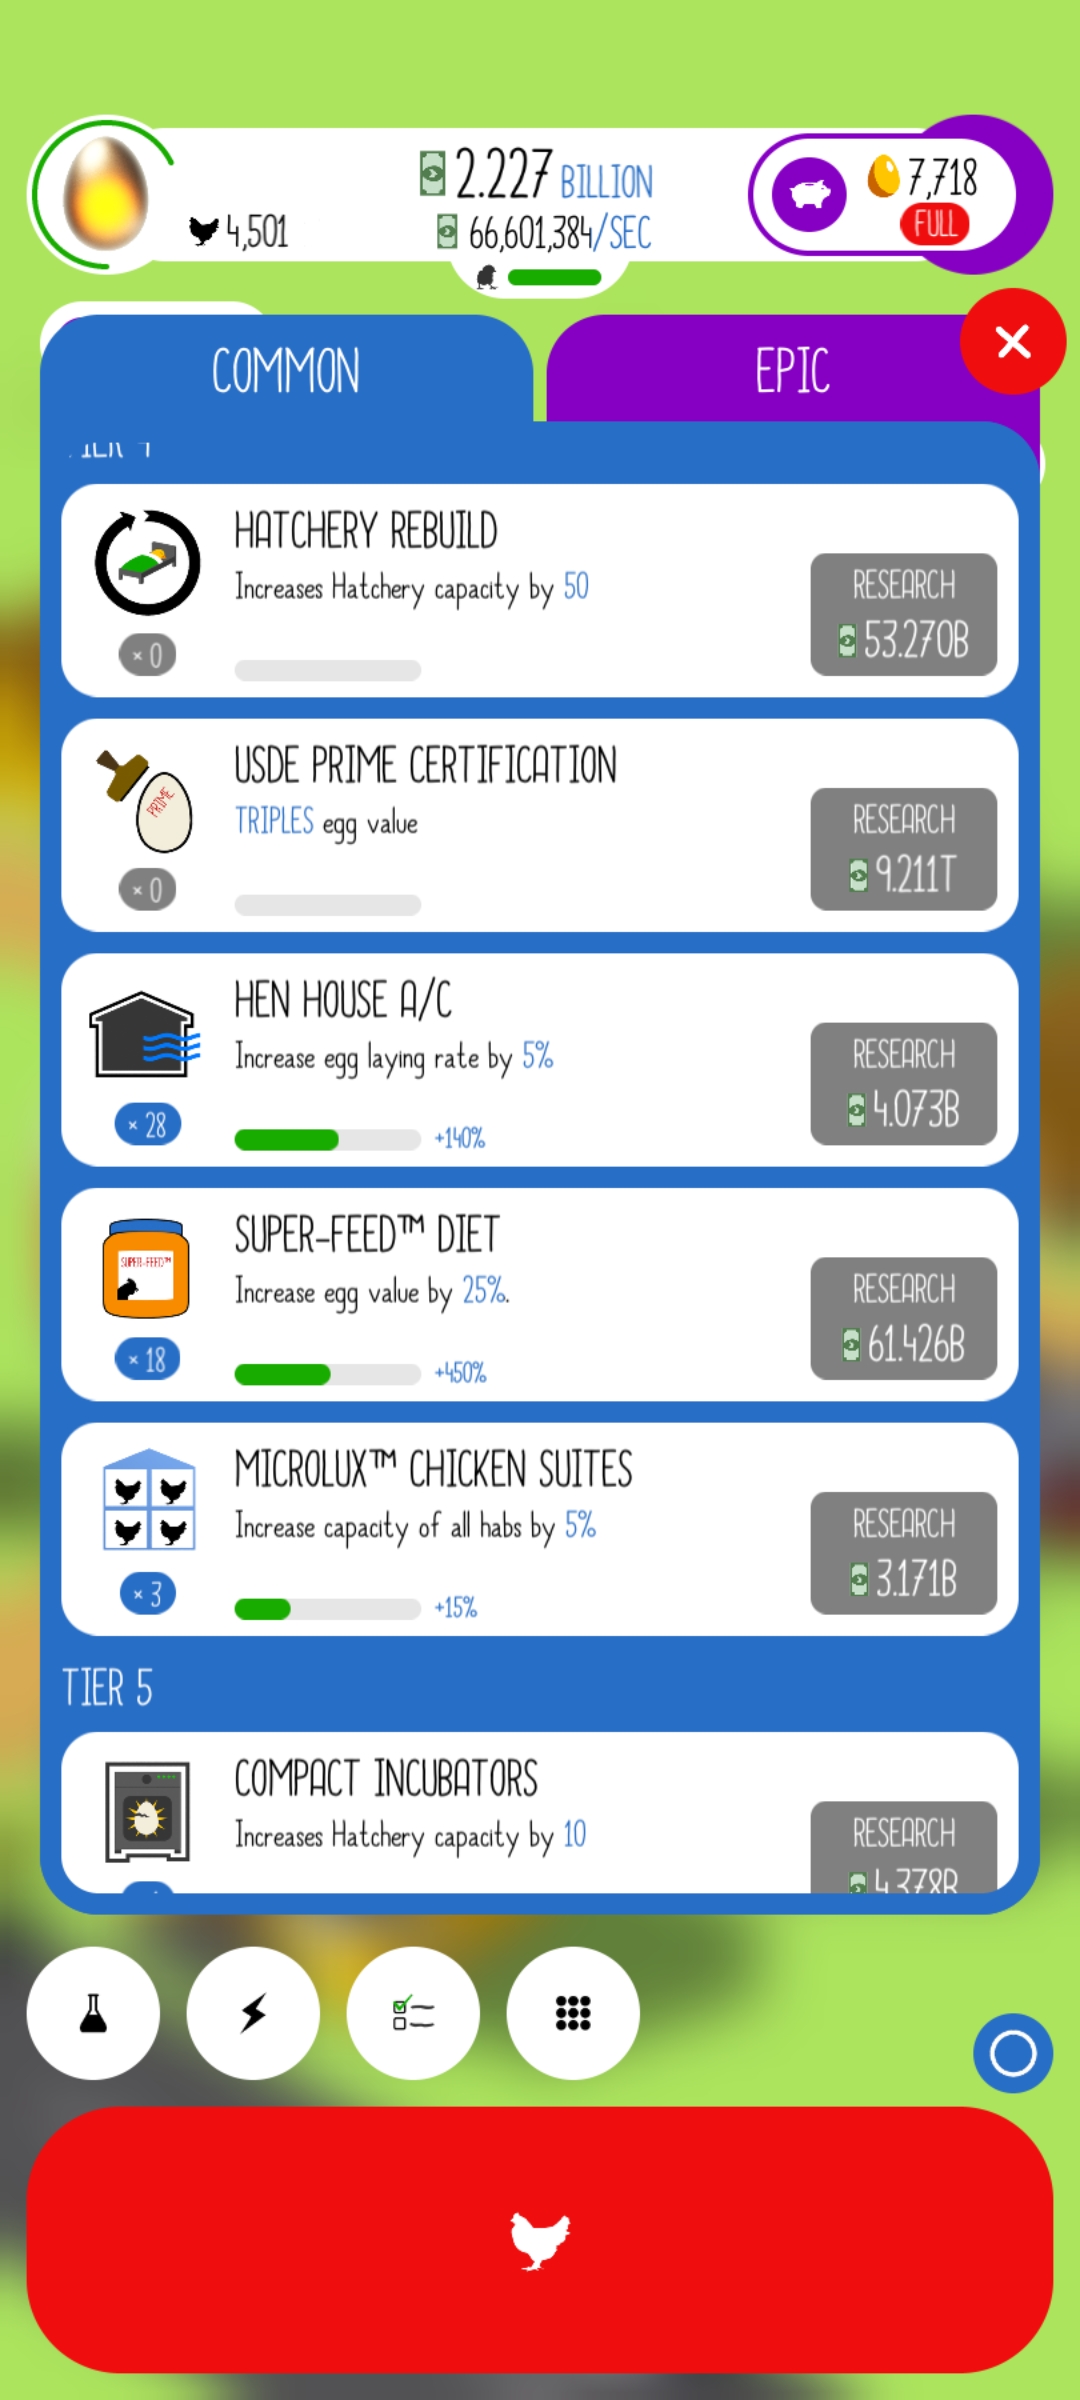 2.227 BILLION
7,718
4,501
66,601,384/SEC
FULL
COMMON
EPIC
TIER 4
HATCHERY REBUILD
Increases Hatchery capacity by 50
RESEARCH
53.270B
× 0
USDE PRIME CERTIFICATION
PRIME
TRIPLES egg value
RESEARCH
9.211T
× 0
HEN HOUSE A/C
Increase egg laying rate by 5%
RESEARCH
4.073B
× 28
+140%
SUPER-FEED™ DIET
SUPER-FEED™
Increase egg value by 25%.
RESEARCH
61.426B
× 18
+450%
MICROLUX™ CHICKEN SUITES
Increase capacity of all habs by 5%
RESEARCH
3.171B
× 3
+15%
TIER 5
COMPACT INCUBATORS
Increases Hatchery capacity by 10
RESEARCH
4.378B